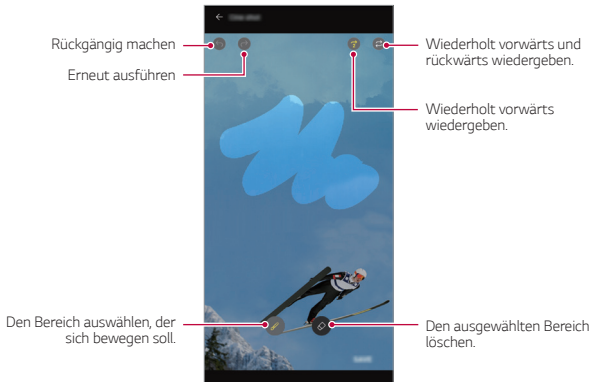 Rückgängig machen
Erneut ausführen
Wiederholt vorwärts und
rückwärts wiedergeben.
Wiederholt vorwärts
wiedergeben.
Den Bereich auswählen, der
sich bewegen soll.
Den ausgewählten Bereich
löschen.